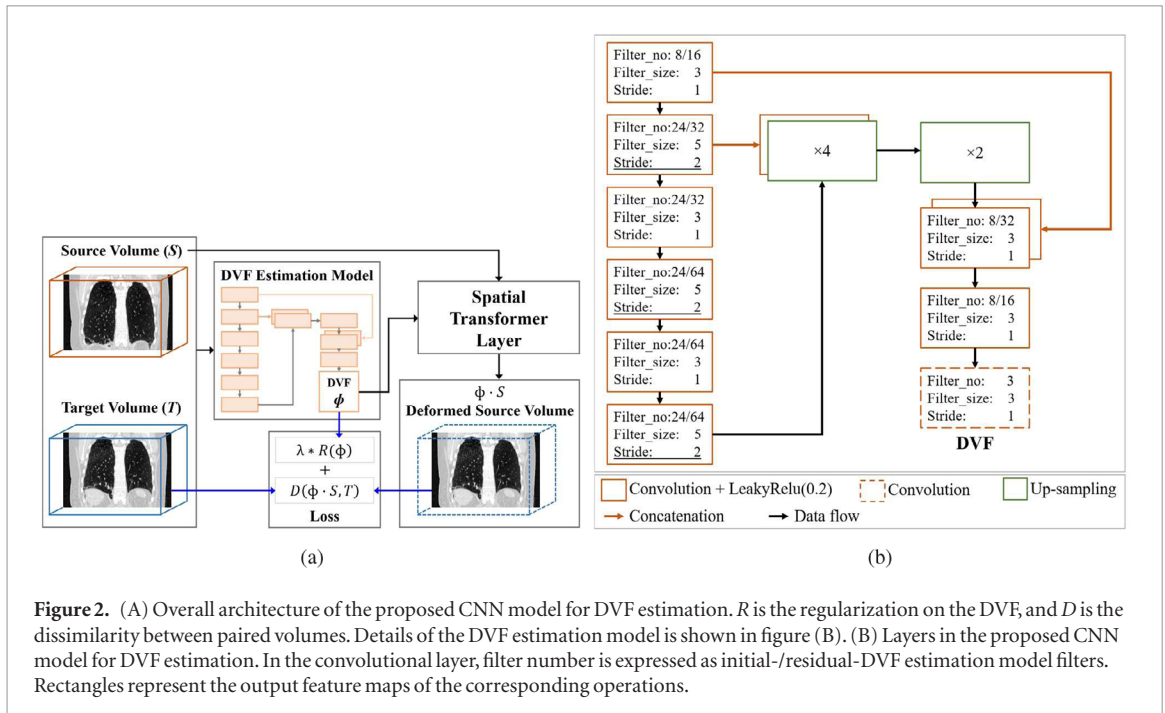 Source Volume (S)
Target Volume (T)
DVF Estimation Model
DVF
ϕ
Spatial
Transformer
Layer
ϕ · S
Deformed Source Volume
λ * R(ϕ)
+
D(ϕ · S, T)
Loss
(a)
Filter_no: 8/16
Filter_size: 3
Stride: 1
Filter_no:24/32
Filter_size: 5
Stride: 2
Filter_no:24/32
Filter_size: 3
Stride: 1
Filter_no:24/64
Filter_size: 5
Stride: 2
Filter_no:24/64
Filter_size: 3
Stride: 1
Filter_no:24/64
Filter_size: 5
Stride: 2
×4
×2
Filter_no: 8/32
Filter_size: 3
Stride: 1
Filter_no: 8/16
Filter_size: 3
Stride: 1
Filter_no: 3
Filter_size: 3
Stride: 1
DVF
Convolution + LeakyRelu(0.2)
Convolution
Up-sampling
Concatenation
Data flow
(b)
Figure 2. (A) Overall architecture of the proposed CNN model for DVF estimation. R is the regularization on the DVF, and D is the
dissimilarity between paired volumes. Details of the DVF estimation model is shown in figure (B). (B) Layers in the proposed CNN
model for DVF estimation. In the convolutional layer, filter number is expressed as initial-/residual-DVF estimation model filters.
Rectangles represent the output feature maps of the corresponding operations.